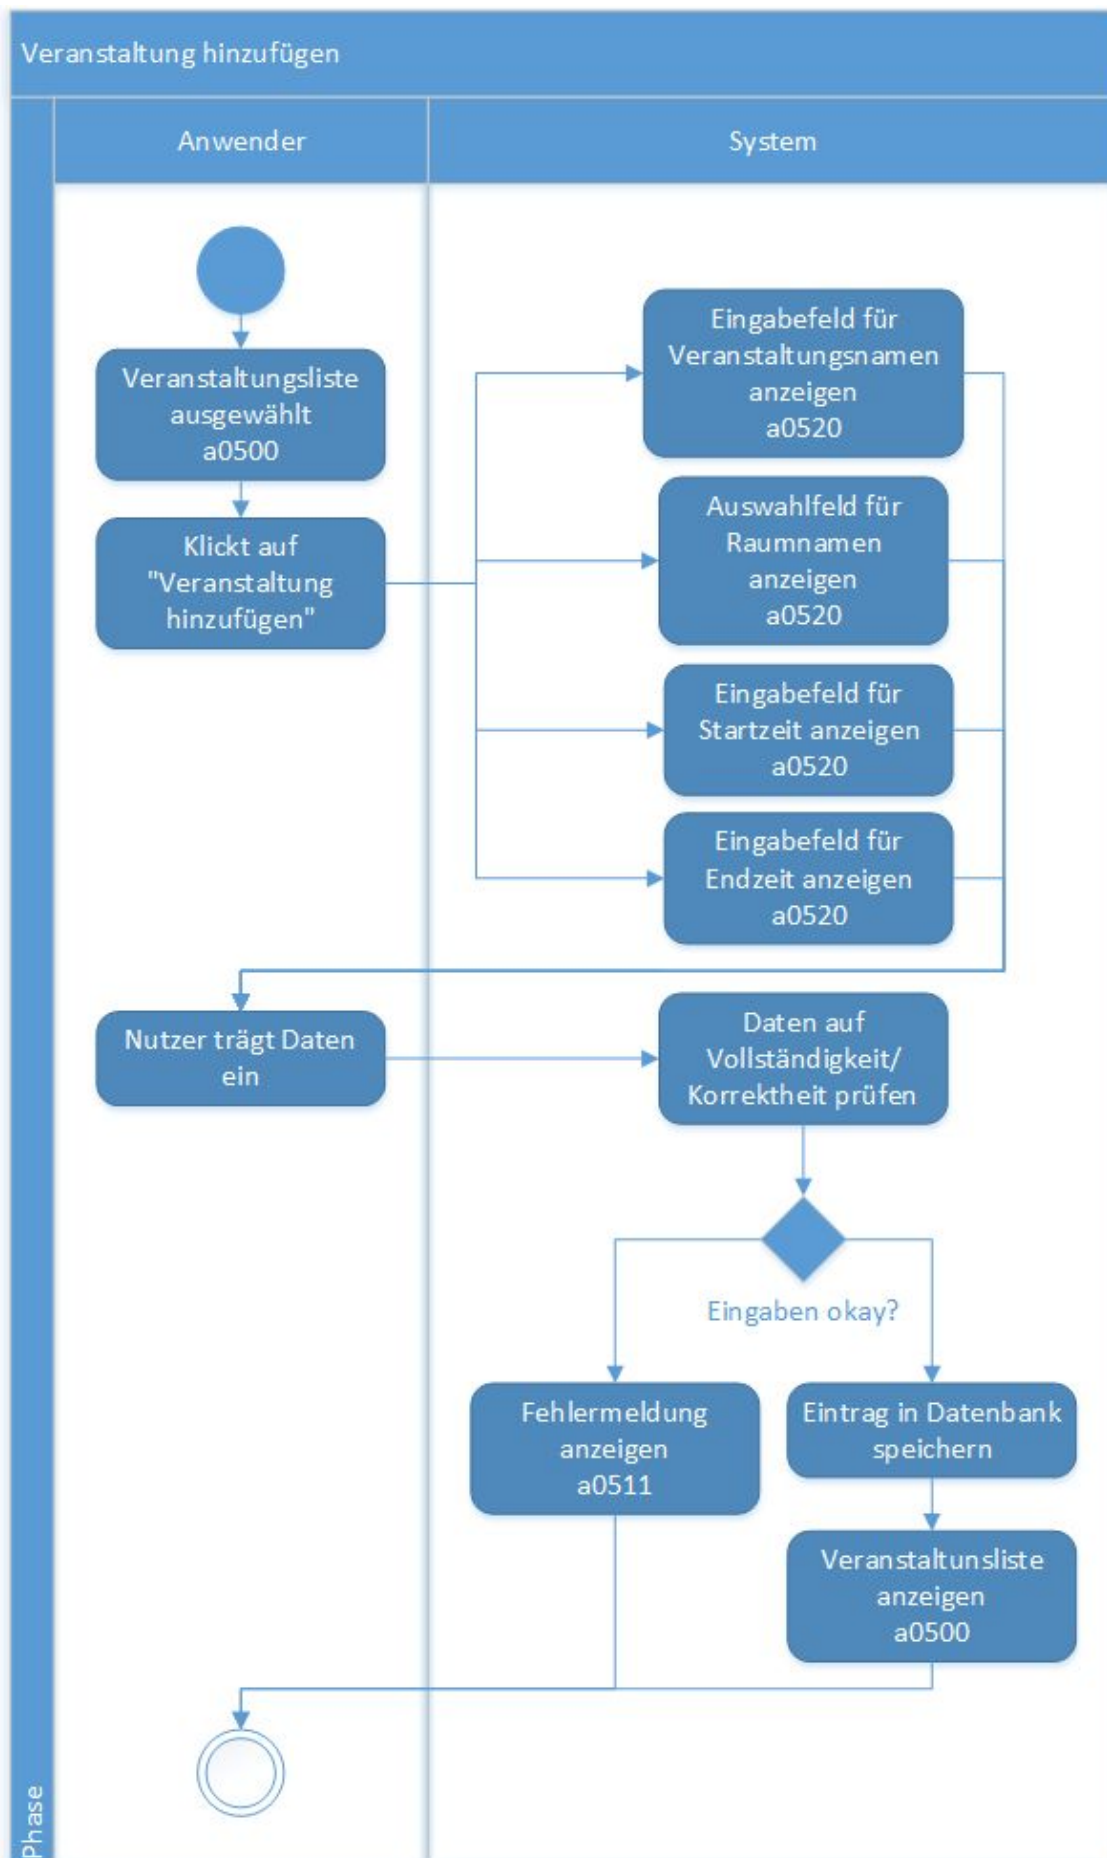 Veranstaltung hinzufügen
Anwender
System
Veranstaltungsliste
ausgewählt
a0500
Klickt auf
"Veranstaltung
hinzufügen"
Eingabefeld für
Veranstaltungsnamen
anzeigen
a0520
Auswahlfeld für
Raumnamen
anzeigen
a0520
Eingabefeld für
Startzeit anzeigen
a0520
Eingabefeld für
Endzeit anzeigen
a0520
Nutzer trägt Daten
ein
Daten auf
Vollständigkeit/
Korrektheit prüfen
Eingaben okay?
Fehlermeldung
anzeigen
a0511
Eintrag in Datenbank
speichern
Veranstaltunsliste
anzeigen
a0500
Phase